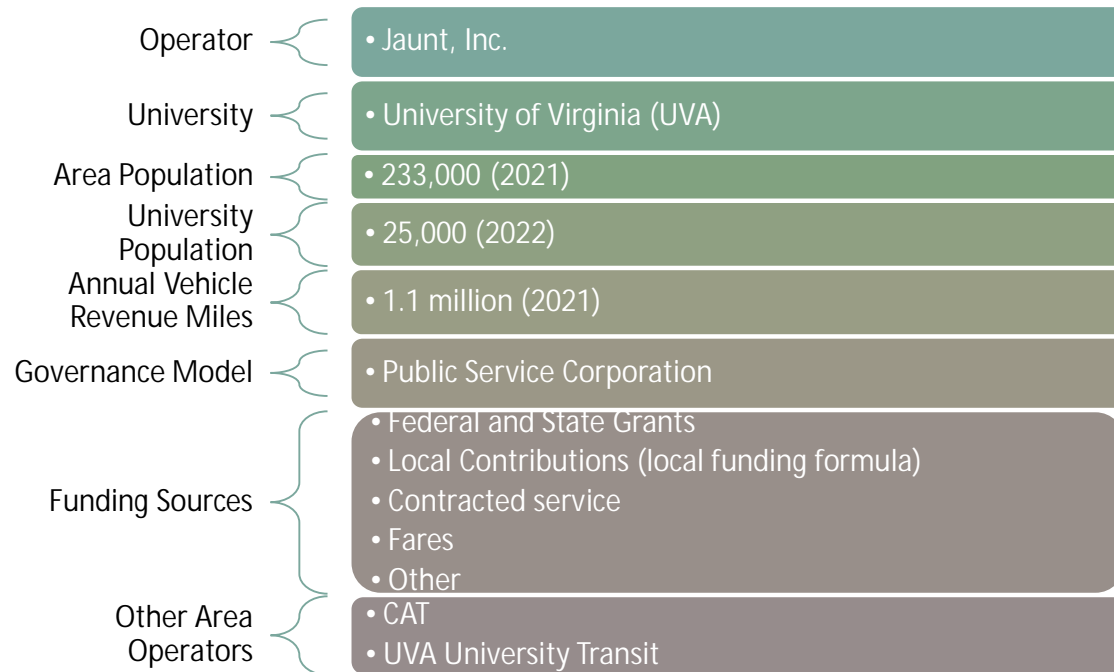 Operator
• Jaunt, Inc.
University
• University of Virginia (UVA)
Area Population
• 233,000 (2021)
University
Population
• 25,000 (2022)
Annual Vehicle
Revenue Miles
• 1.1 million (2021)
Governance Model
• Public Service Corporation
Funding Sources
• Federal and State Grants
• Local Contributions (local funding formula)
• Contracted service
• Fares
• Other
Other Area
Operators
• CAT
• UVA University Transit